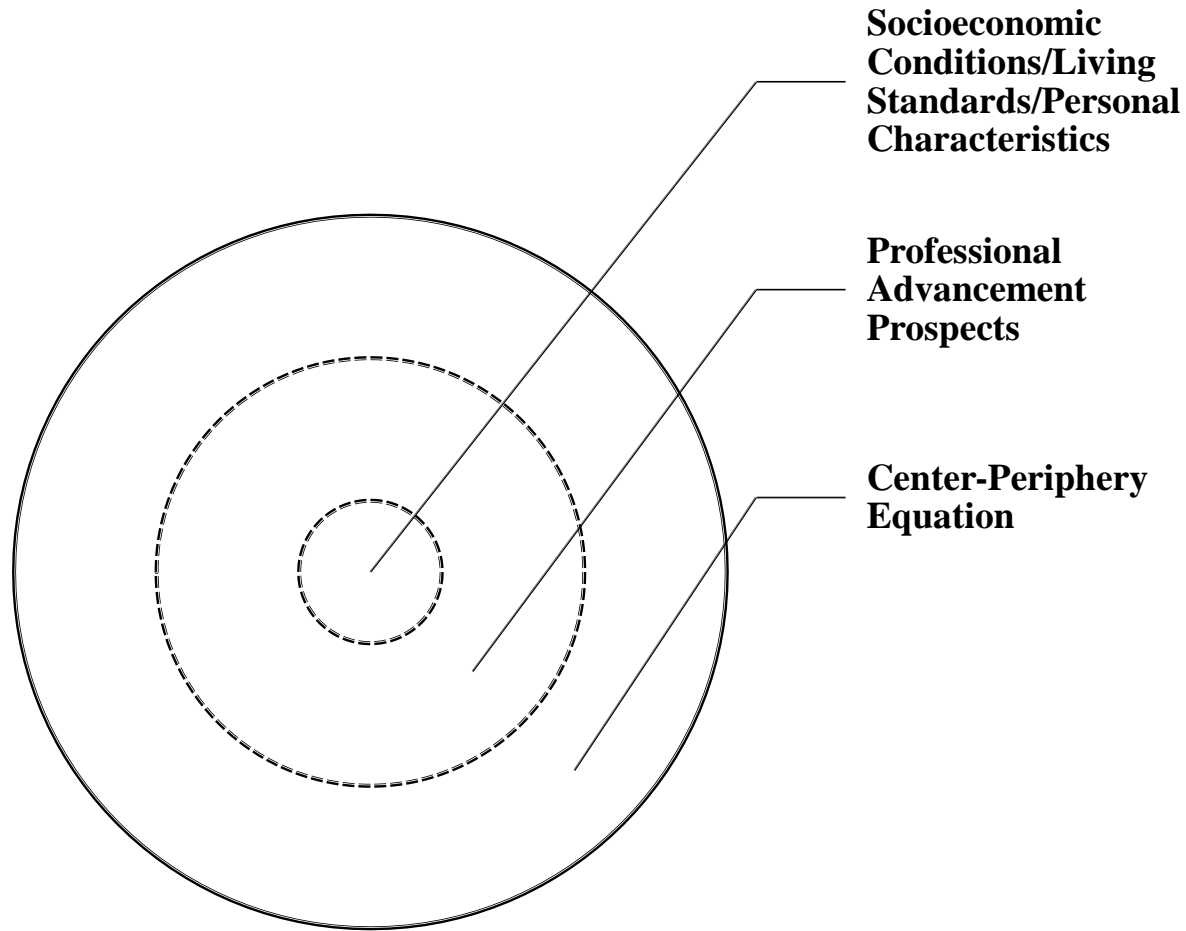 Socioeconomic
Conditions/Living
Standards/Personal
Characteristics
Professional
Advancement
Prospects
Center-Periphery
Equation